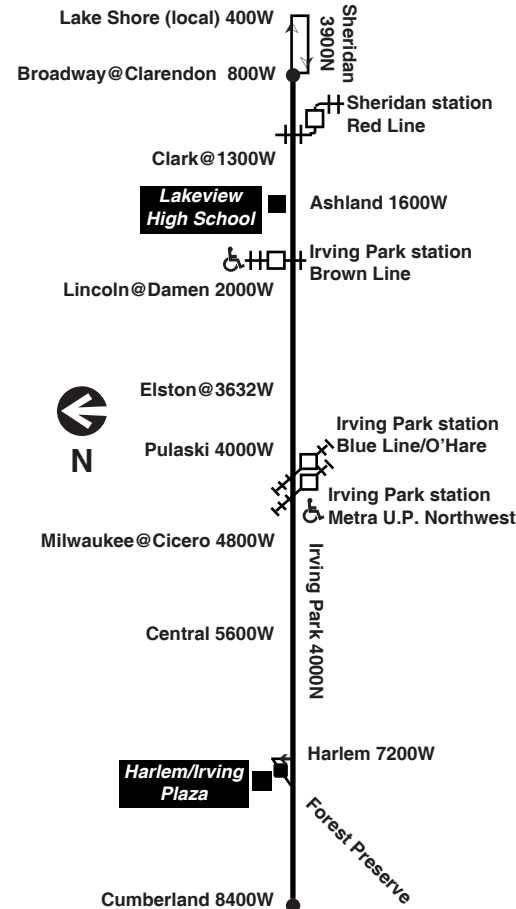 Lake Shore (local) 400W
Sheridan
3900N
Broadway@Clarendon 800W
Sheridan station
Red Line
Clark@1300W
Lakeview
High School
Ashland 1600W
Irving Park station
Brown Line
Lincoln@Damen 2000W
Elston@3632W
N
Pulaski 4000W
Irving Park station
Blue Line/O'Hare
Irving Park station
Metra U.P. Northwest
Milwaukee@Cicero 4800W
Irving Park 4000N
Central 5600W
Harlem 7200W
Harlem/Irving
Plaza
Forest Preserve
Cumberland 8400W